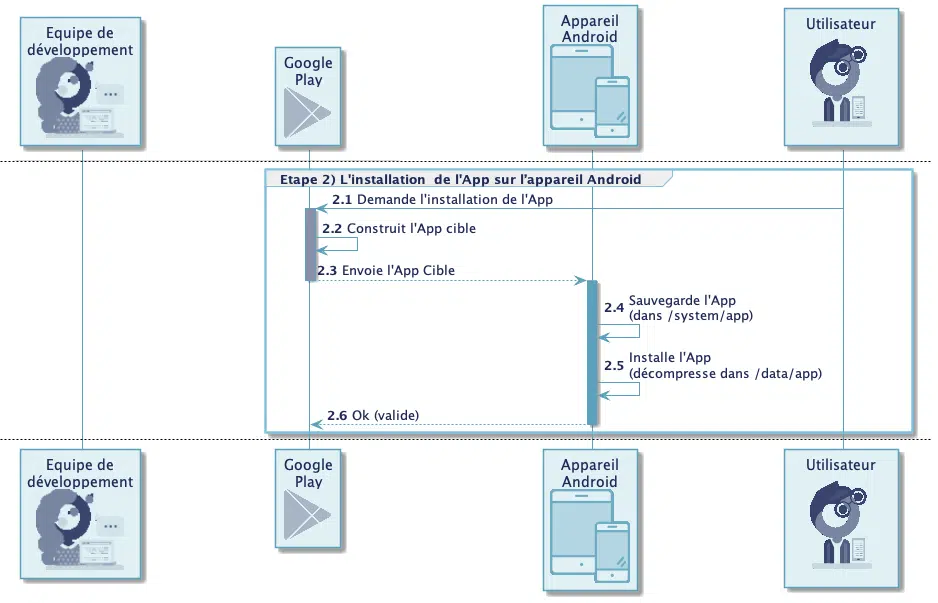 Equipe de
développement
Google
Play
Appareil
Android
Utilisateur
Etape 2) L'installation de l'App sur l'appareil Android
2.1 Demande l'installation de l'App
2.2 Construit l'App cible
2.3 Envoie l'App Cible
2.4 Sauvegarde l'App
(dans /system/app)
2.5 Installe l'App
(décompresse dans /data/app)
2.6 Ok (valide)
Equipe de
développement
Google
Play
Appareil
Android
Utilisateur